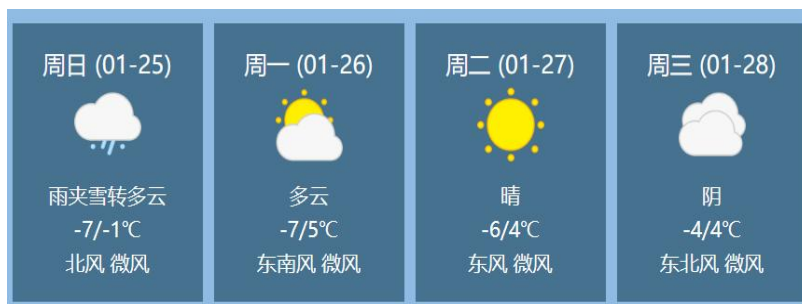 周日 (01-25)
雨夹雪转多云
-7/-1℃
北风 微风
周一 (01-26)
多云
-7/5℃
东南风 微风
周二 (01-27)
晴
-6/4℃
东风 微风
周三 (01-28)
阴
-4/4℃
东北风 微风